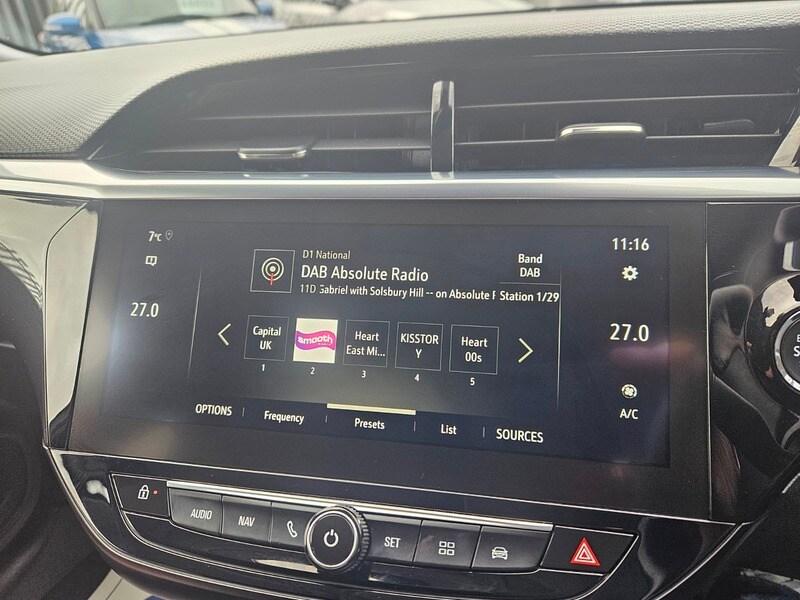 7°C
11:16
D1 National
DAB Absolute Radio
11D Gabriel with Solsbury Hill -- on Absolute
Band
DAB
Station 1/29
27.0
27.0
Capital
UK
smooth
Heart
East Mi...
KISSTOR
Y
Heart
00s
1
2
3
4
5
A/C
OPTIONS
Frequency
Presets
List
SOURCES
AUDIO
NAV
SET